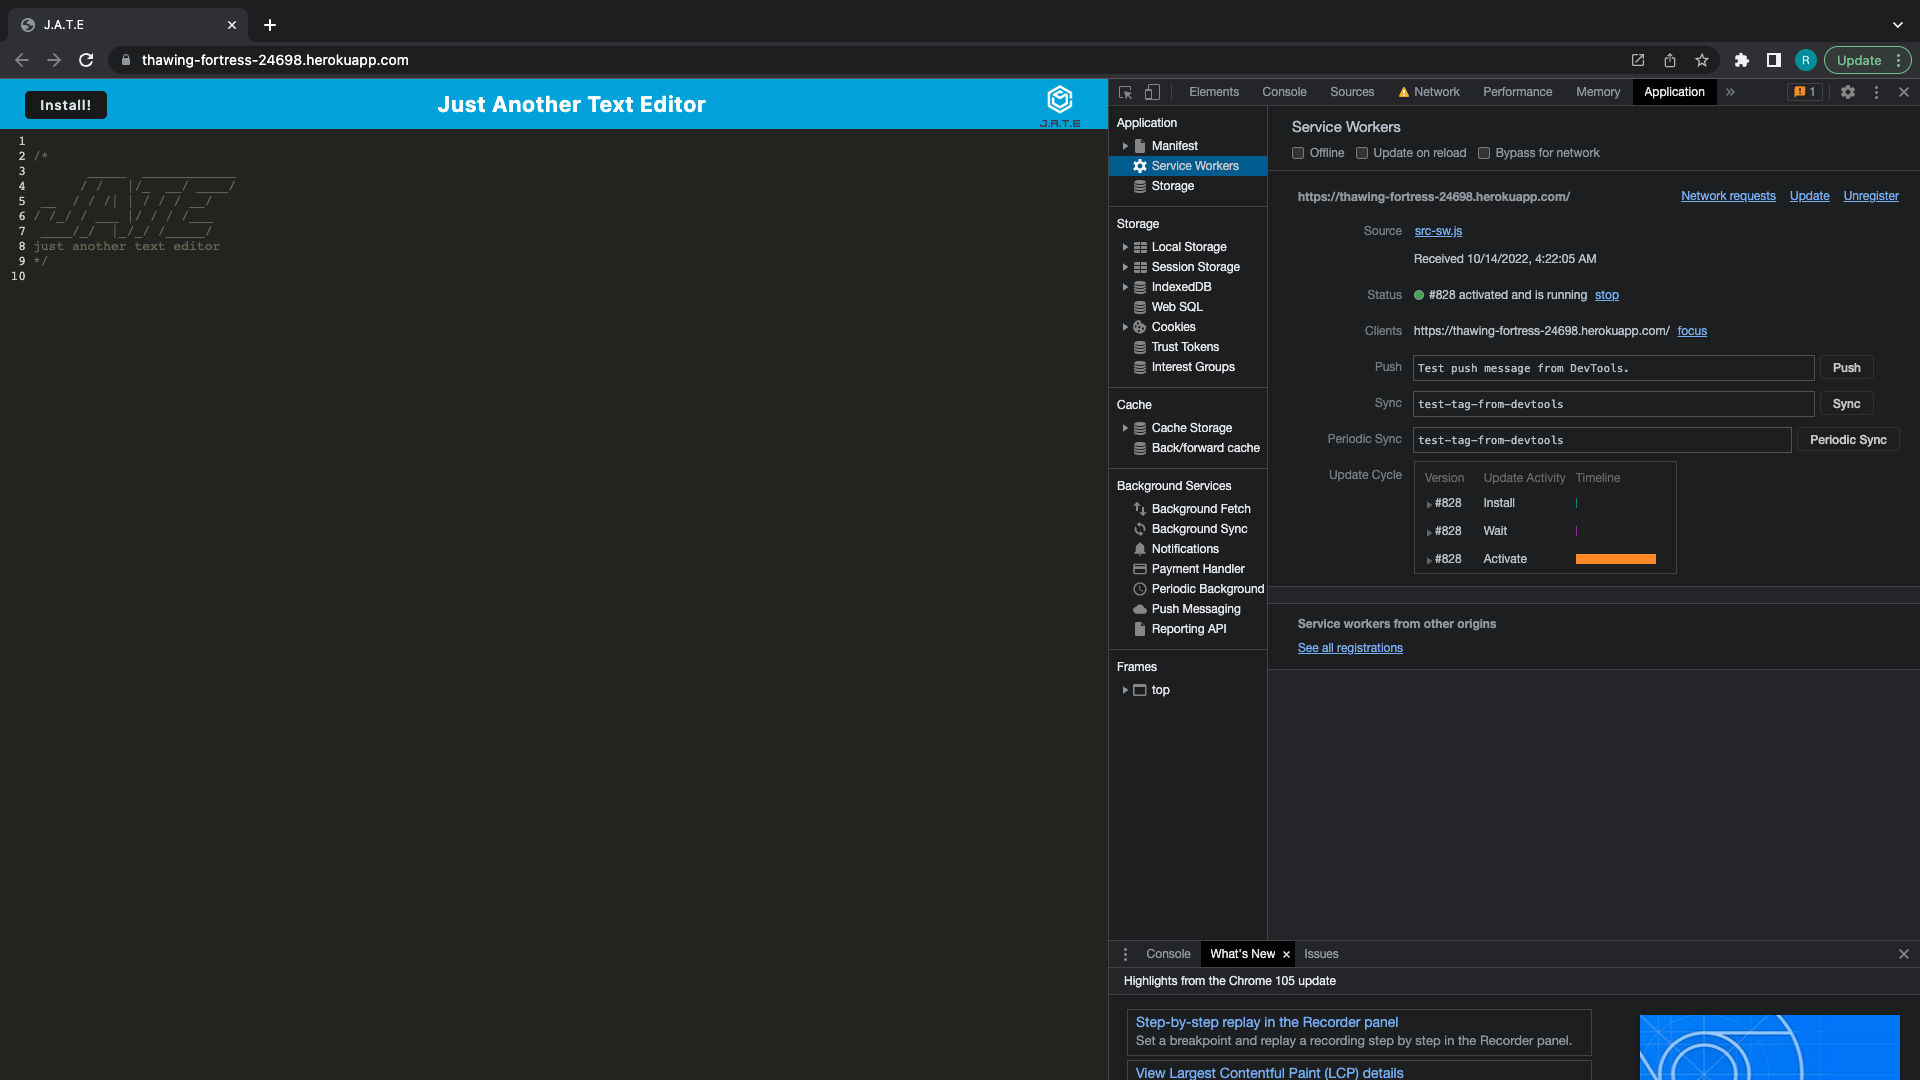 J.A.T.E
thawing-fortress-24698.herokuapp.com
R
Update
Install!
Just Another Text Editor
J.A.T.E
1
2 /*
3      _____  ____________
4      / /   |/_  __/ ____/
5 __  / / /| | / / / __/
6 / /_/ / ___ |/ / / /___
7 ____/_/  |_/_/ /_____/
8 just another text editor
9 */
10
Elements
Console
Sources
Network
Performance
Memory
Application
»
1
Application
Manifest
Service Workers
Storage
Storage
Local Storage
Session Storage
IndexedDB
Web SQL
Cookies
Trust Tokens
Interest Groups
Cache
Cache Storage
Back/forward cache
Background Services
Background Fetch
Background Sync
Notifications
Payment Handler
Periodic Background
Push Messaging
Reporting API
Frames
top
Service Workers
Offline Update on reload Bypass for network
https://thawing-fortress-24698.herokuapp.com/ Network requests Update Unregister
Source src-sw.js
Received 10/14/2022, 4:22:05 AM
Status #828 activated and is running stop
Clients https://thawing-fortress-24698.herokuapp.com/ focus
Push Test push message from DevTools. Push
Sync test-tag-from-devtools Sync
Periodic Sync test-tag-from-devtools Periodic Sync
Update Cycle Version Update Activity Timeline
#828 Install
#828 Wait
#828 Activate
Service workers from other origins
See all registrations
Console What's New Issues
Highlights from the Chrome 105 update
Step-by-step replay in the Recorder panel
Set a breakpoint and replay a recording step by step in the Recorder panel.
View Largest Contentful Paint (LCP) details